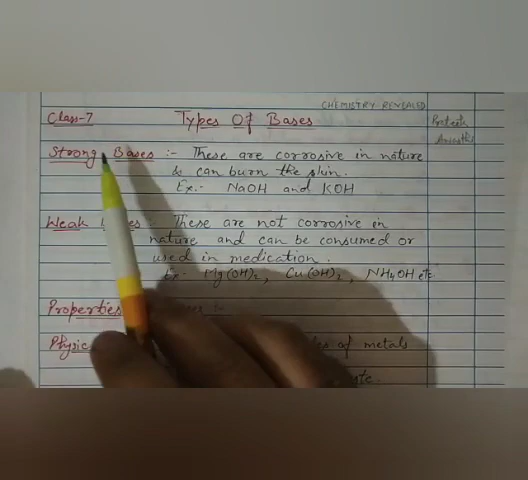 CHEMISTRY REVEALED
Class-7 Types Of Bases
Strong Bases :- These are corrosive in nature
& can burn the skin.
Ex:- NaOH and KOH
Weak : These are not corrosive in
nature and can be consumed or
used in medication.
Ex- Mg(OH)2, Cu(OH)2, NH4OH etc.
Properties
of metals